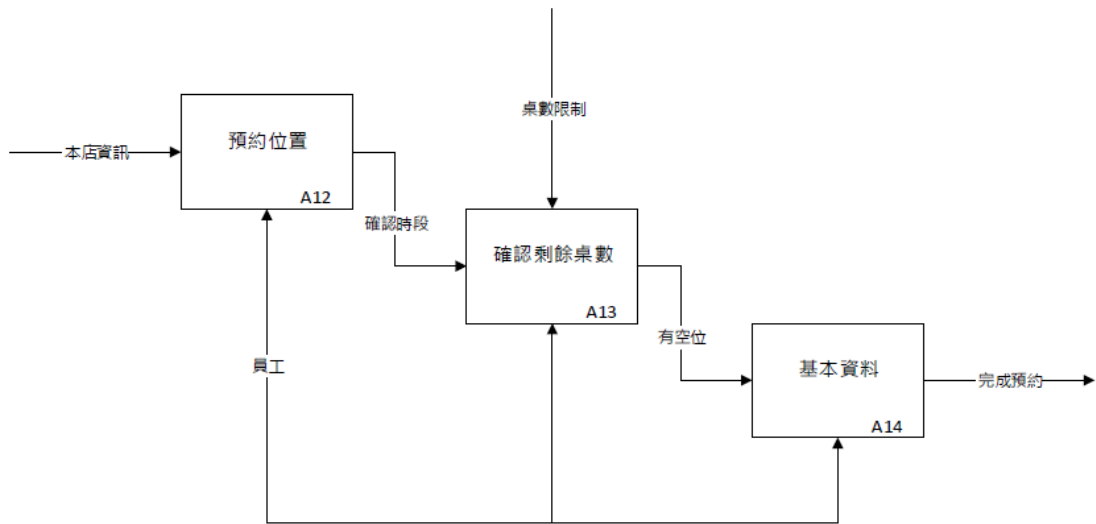 桌數限制
預約位置
本店資訊
A12
確認時段
確認剩餘桌數
A13
有空位
員工
基本資料
完成預約
A14